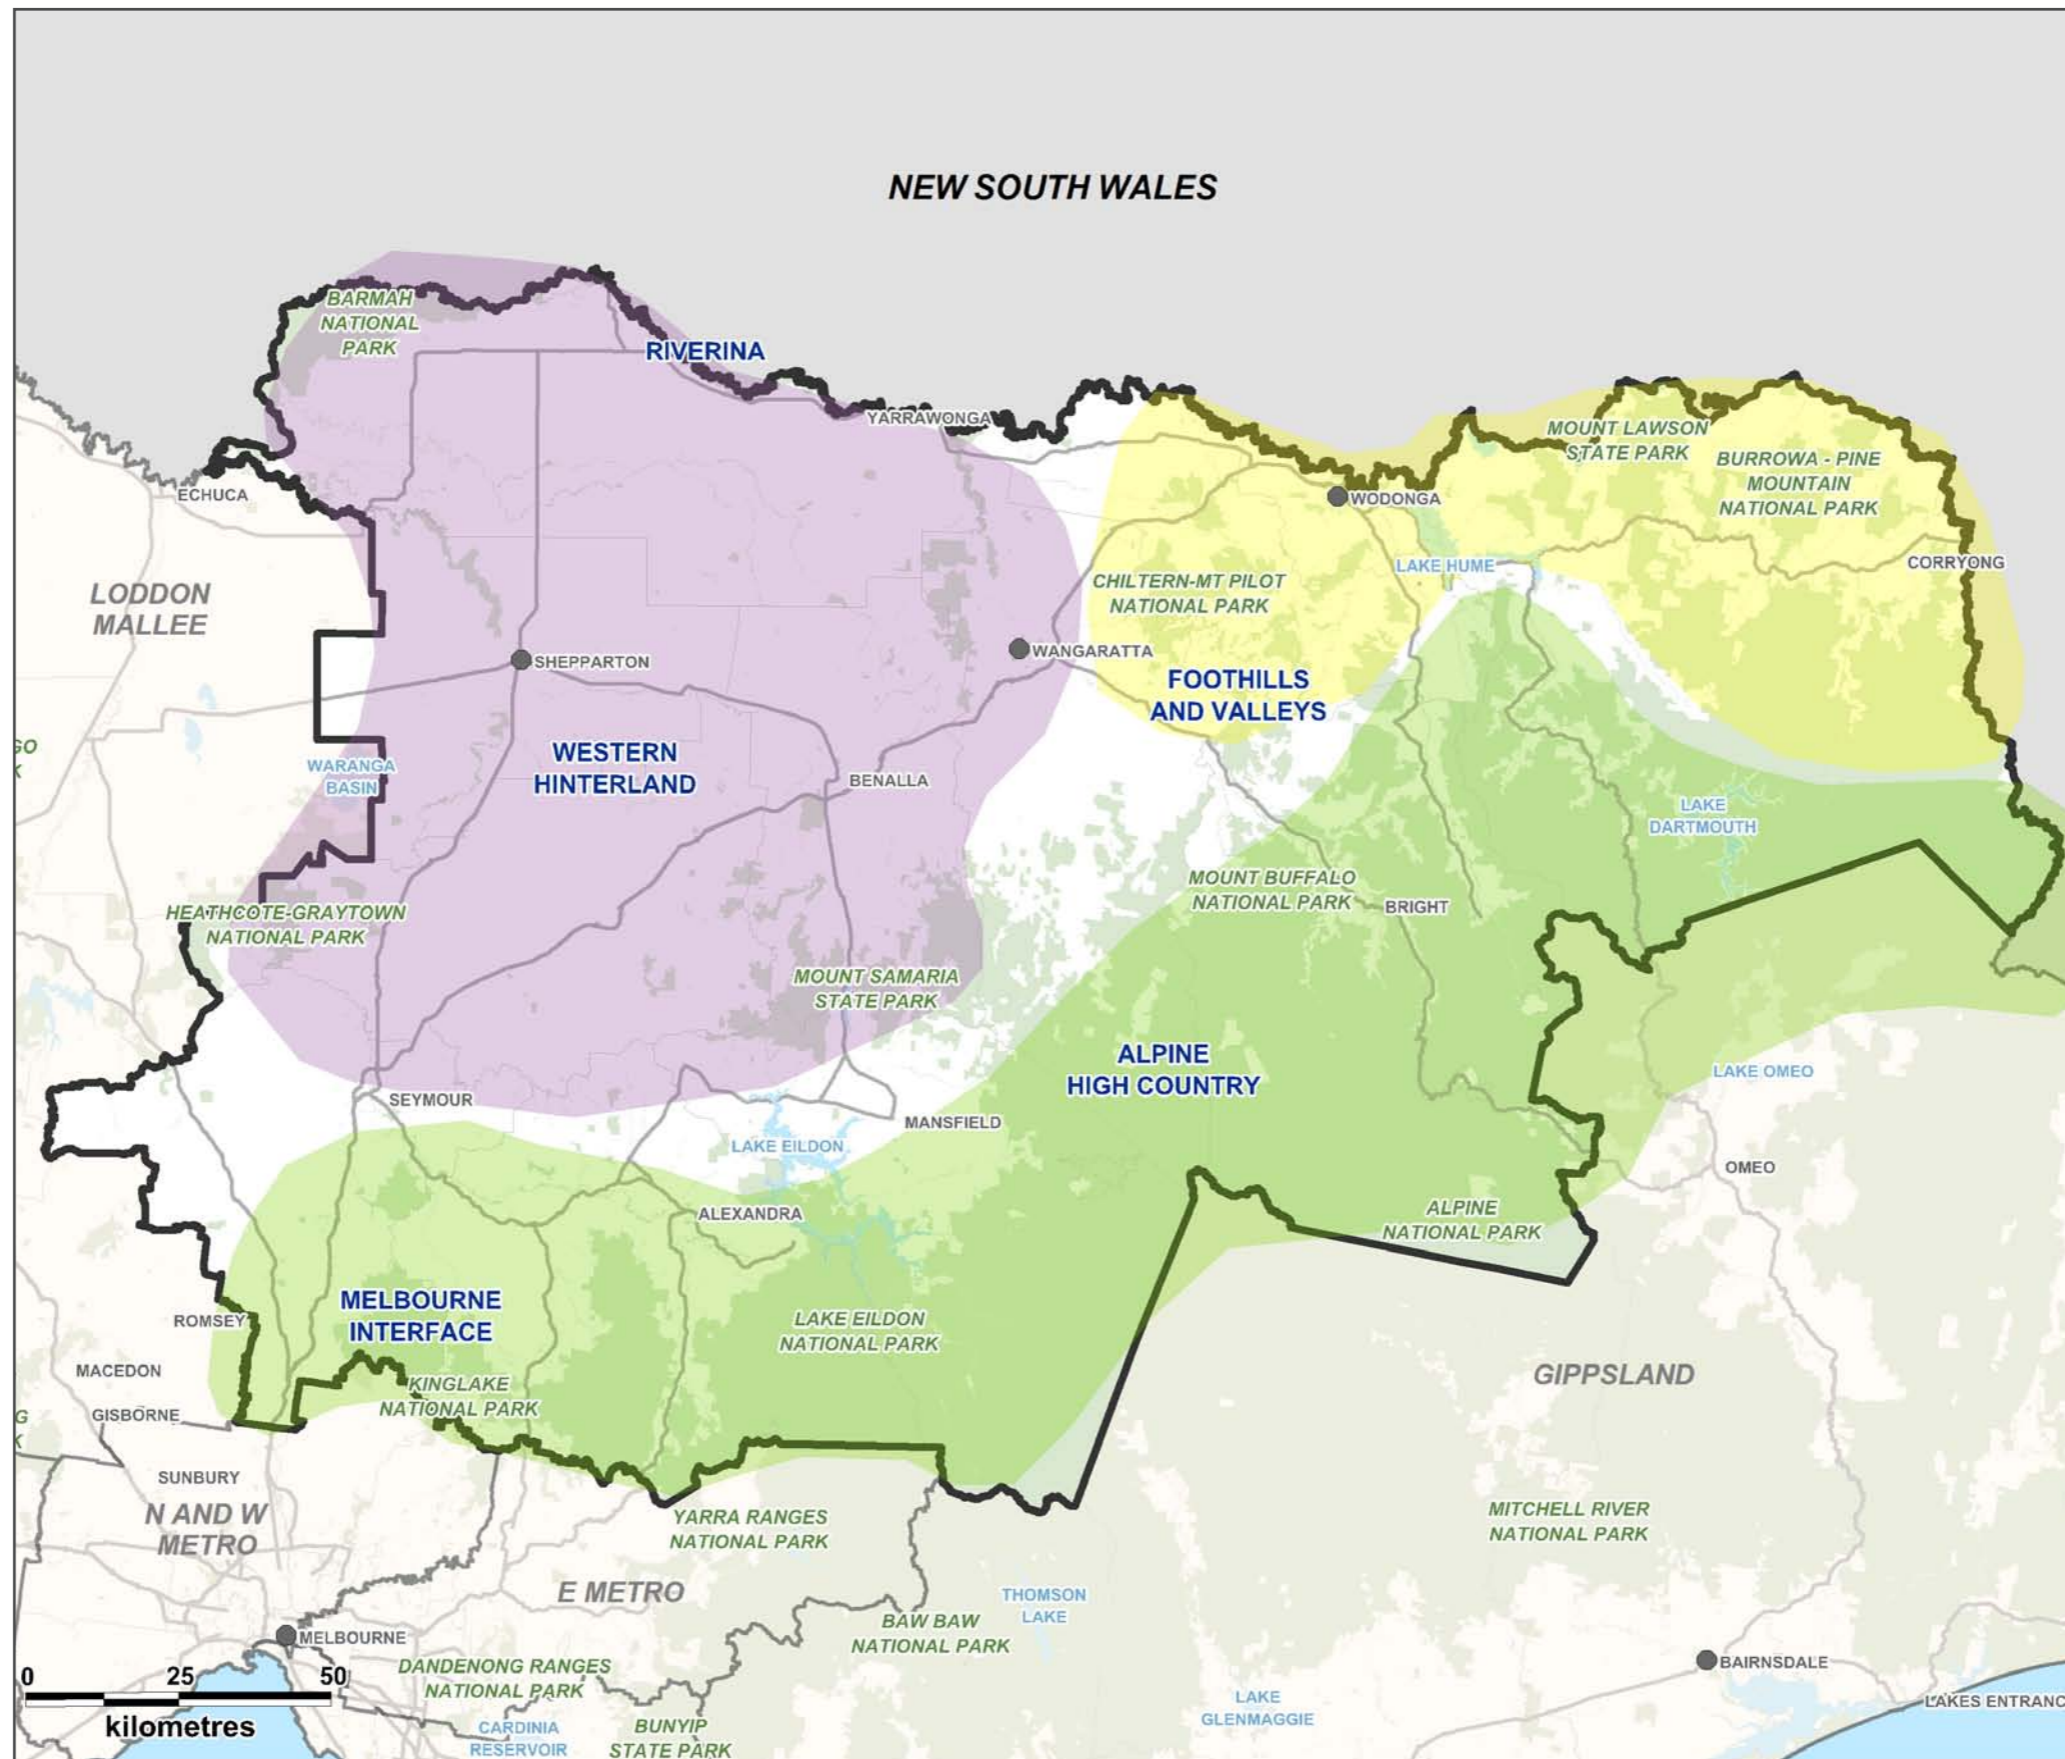 NEW SOUTH WALES
BARMAH
NATIONAL
PARK
RIVERINA
YARRAWONGA
MOUNT LAWSON
STATE PARK
BURROWA - PINE
MOUNTAIN
NATIONAL PARK
ECHUCA
WODONGA
LAKE HUME
CORRYONG
LODDON
MALLEE
CHILTERN-MT PILOT
NATIONAL PARK
SHEPPARTON
WANGARATTA
FOOTHILLS
AND VALLEYS
GO
K
WESTERN
HINTERLAND
WARANGA
BASIN
BENALLA
LAKE
DARTMOUTH
MOUNT BUFFALO
NATIONAL PARK
BRIGHT
HEATHCOTE-GRAYTOWN
NATIONAL PARK
MOUNT SAMARIA
STATE PARK
ALPINE
HIGH COUNTRY
LAKE OMEO
SEYMOUR
MANSFIELD
LAKE EILDON
OMEO
ALEXANDRA
ALPINE
NATIONAL PARK
MELBOURNE
INTERFACE
ROMSEY
LAKE EILDON
NATIONAL PARK
MACEDON
KINGLAKE
NATIONAL PARK
GIPPSLAND
G
K
GISBORNE
SUNBURY
N AND W
METRO
YARRA RANGES
NATIONAL PARK
MITCHELL RIVER
NATIONAL PARK
E METRO
THOMSON
LAKE
BAW BAW
NATIONAL PARK
MELBOURNE
BAIRNSDALE
DANDENONG RANGES
NATIONAL PARK
0 25 50
kilometres
LAKE
GLENMAGGIE
LAKES ENTRANC
CARDINIA
RESERVOIR
BUNYIP
STATE PARK